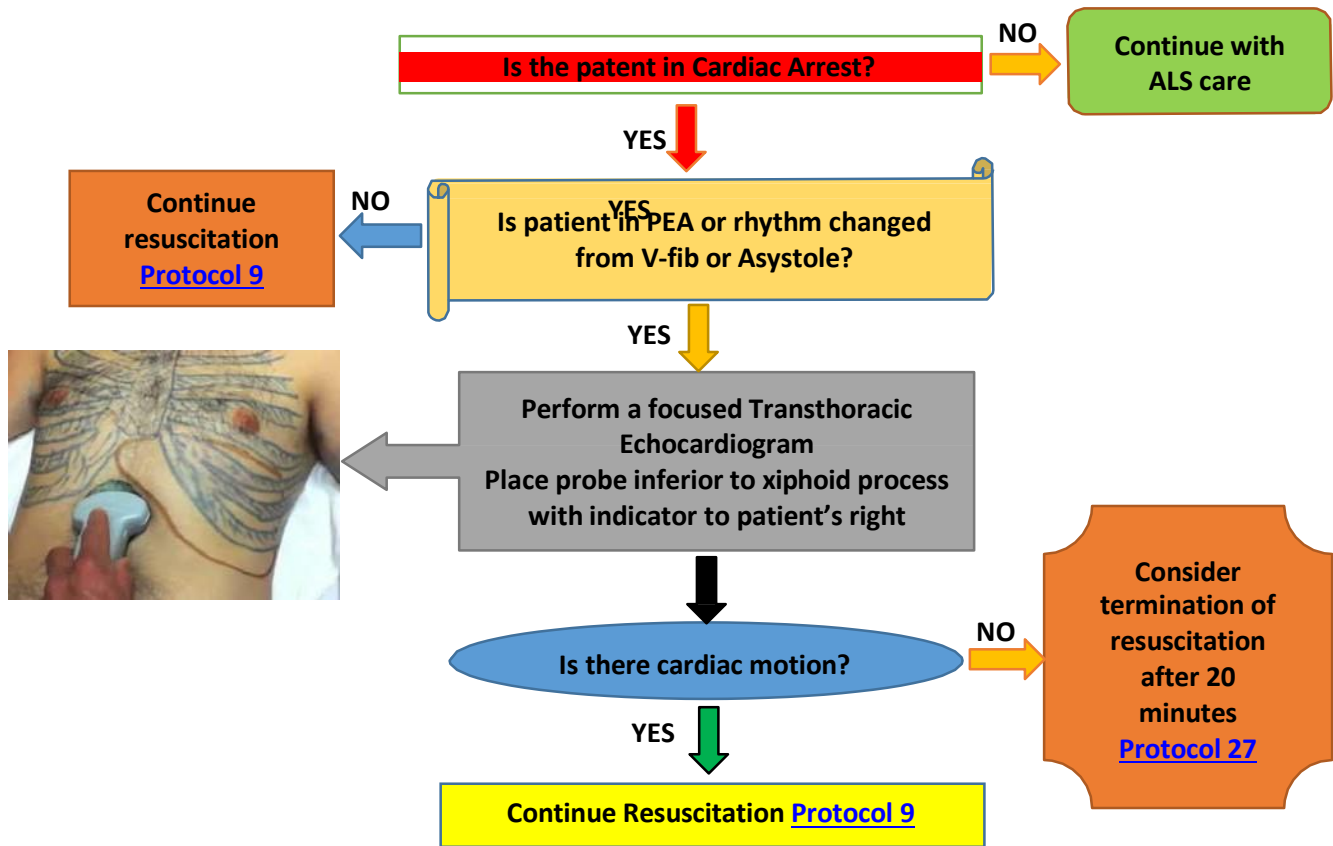 Is the patent in Cardiac Arrest?
NO
Continue with
ALS care
YES
Continue
resuscitation
Protocol 9
NO
YES
Is patient in PEA or rhythm changed
from V-fib or Asystole?
YES
Perform a focused Transthoracic
Echocardiogram
Place probe inferior to xiphoid process
with indicator to patient’s right
Is there cardiac motion?
NO
Consider
termination of
resuscitation
after 20
minutes
Protocol 27
YES
Continue Resuscitation Protocol 9